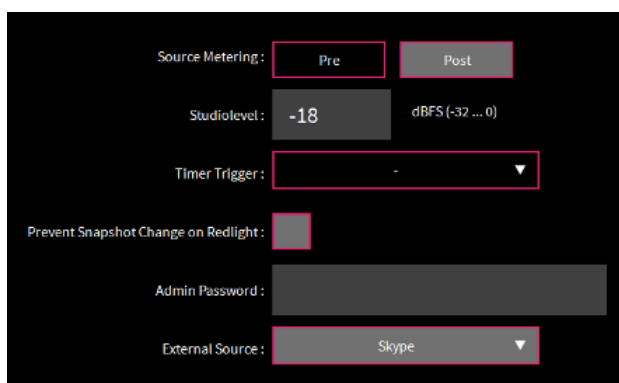 Source Metering : Pre Post
Studiolevel : -18 dBFS (-32 ... 0)
Timer Trigger : -
Prevent Snapshot Change on Redlight :
Admin Password :
External Source : Skype